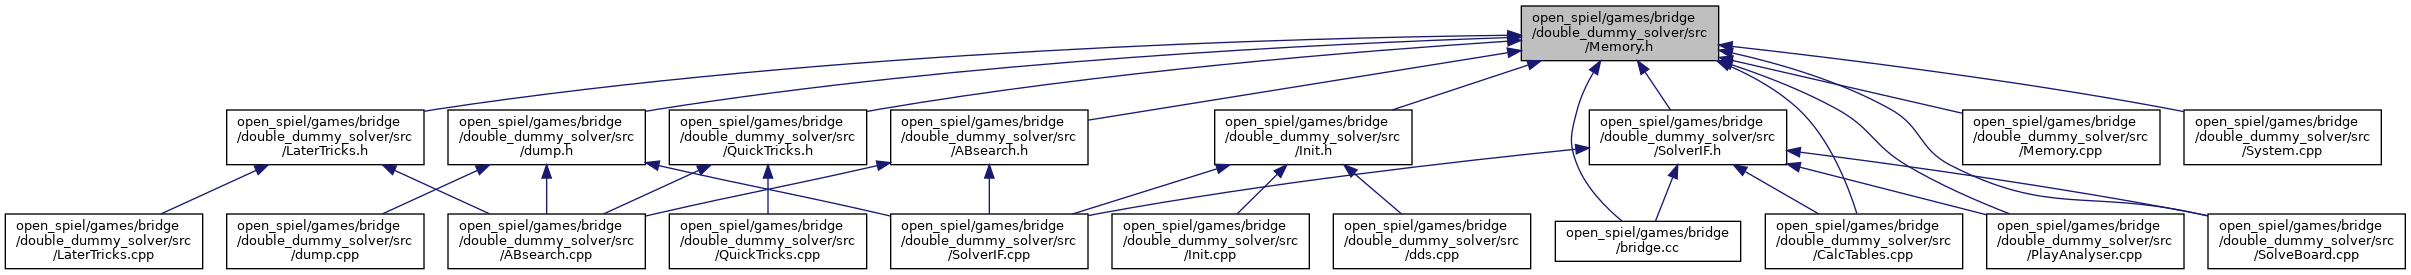 open_spiel/games/bridge
/double_dummy_solver/src
/Memory.h
open_spiel/games/bridge
/double_dummy_solver/src
/LaterTricks.h
open_spiel/games/bridge
/double_dummy_solver/src
/dump.h
open_spiel/games/bridge
/double_dummy_solver/src
/QuickTricks.h
open_spiel/games/bridge
/double_dummy_solver/src
/ABsearch.h
open_spiel/games/bridge
/double_dummy_solver/src
/Init.h
open_spiel/games/bridge
/double_dummy_solver/src
/SolverIF.h
open_spiel/games/bridge
/double_dummy_solver/src
/Memory.cpp
open_spiel/games/bridge
/double_dummy_solver/src
/System.cpp
open_spiel/games/bridge
/double_dummy_solver/src
/LaterTricks.cpp
open_spiel/games/bridge
/double_dummy_solver/src
/dump.cpp
open_spiel/games/bridge
/double_dummy_solver/src
/ABsearch.cpp
open_spiel/games/bridge
/double_dummy_solver/src
/QuickTricks.cpp
open_spiel/games/bridge
/double_dummy_solver/src
/SolverIF.cpp
open_spiel/games/bridge
/double_dummy_solver/src
/Init.cpp
open_spiel/games/bridge
/double_dummy_solver/src
/dds.cpp
open_spiel/games/bridge
/bridge.cc
open_spiel/games/bridge
/double_dummy_solver/src
/CalcTables.cpp
open_spiel/games/bridge
/double_dummy_solver/src
/PlayAnalyser.cpp
open_spiel/games/bridge
/double_dummy_solver/src
/SolveBoard.cpp